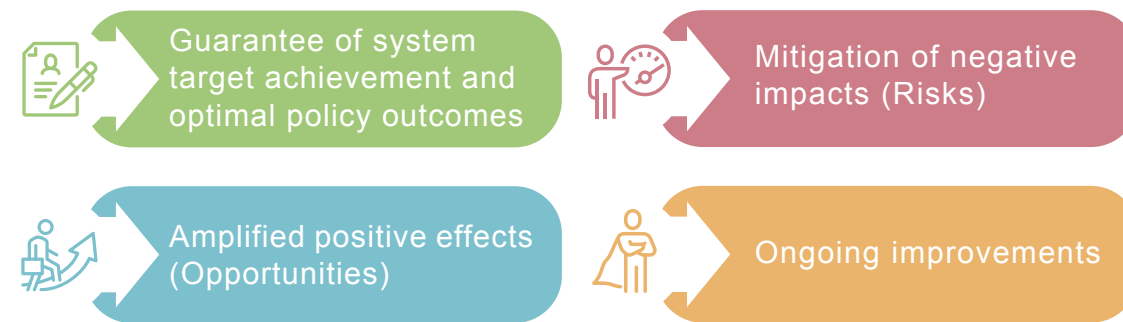 Guarantee of system
target achievement and
optimal policy outcomes
Mitigation of negative
impacts (Risks)
Amplified positive effects
(Opportunities)
Ongoing improvements